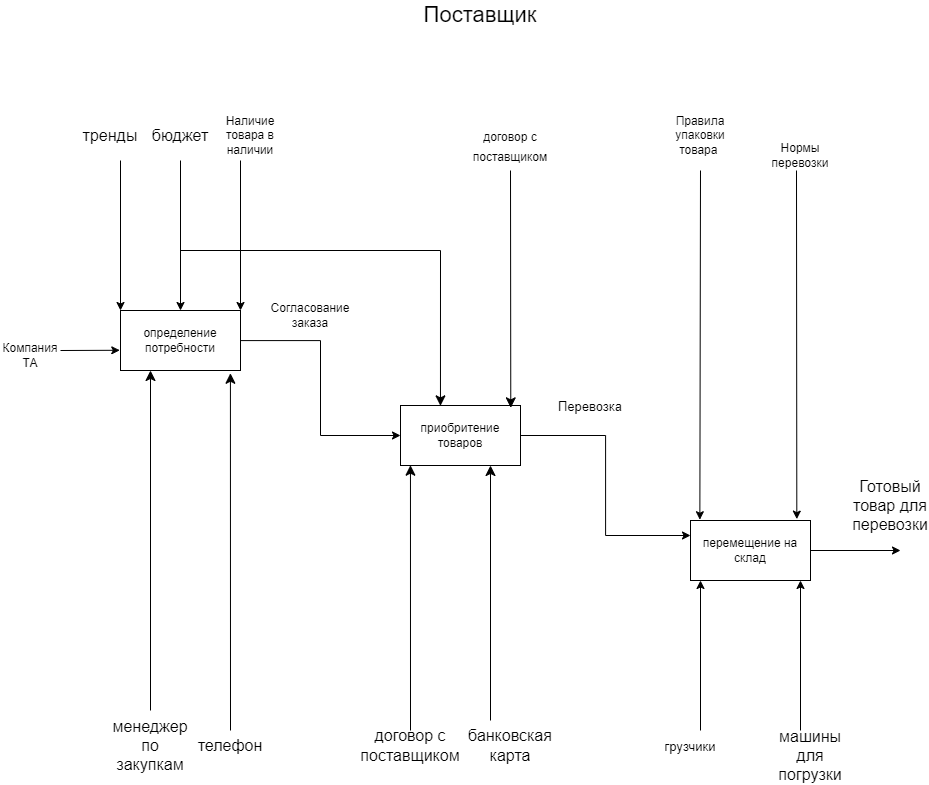 Поставщик
тренды
бюджет
Наличие
товара в
наличии
договор с
поставщиком
Правила
упаковки
товара
Нормы
перевозки
Согласование
заказа
определение
потребности
Компания
ТА
Перевозка
приобритение
товаров
Готовый
товар для
перевозки
перемещение на
склад
менеджер
по
закупкам
телефон
договор с
поставщиком
банковская
карта
грузчики
машины
для
погрузки